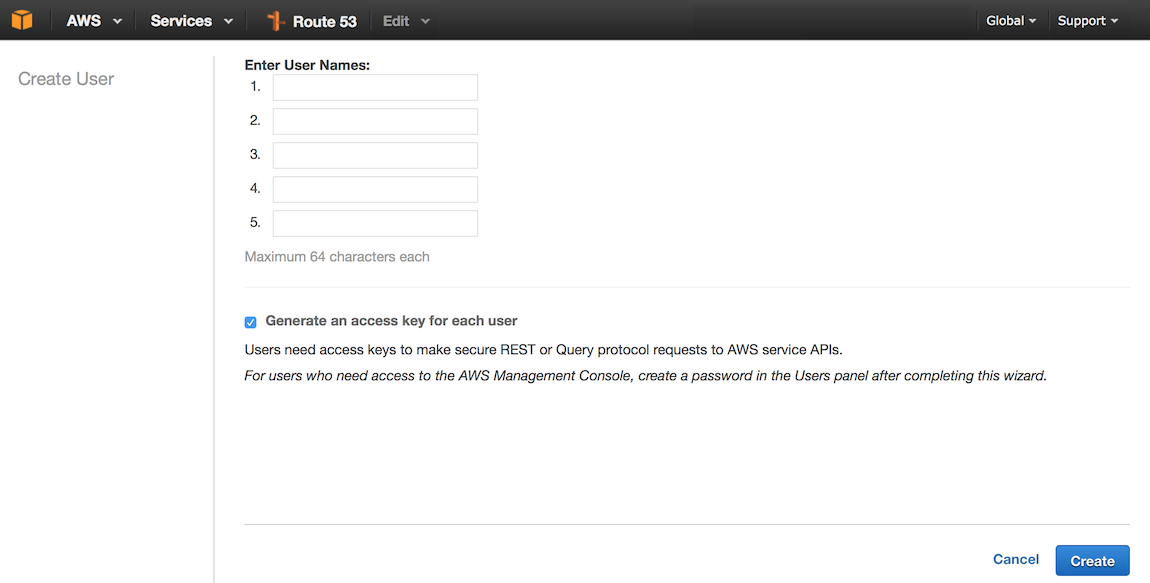 AWS Services Route 53 Edit Global Support
Create User
Enter User Names:
1.
2.
3.
4.
5.
Maximum 64 characters each
Generate an access key for each user
Users need access keys to make secure REST or Query protocol requests to AWS service APIs.
For users who need access to the AWS Management Console, create a password in the Users panel after completing this wizard.
Cancel Create